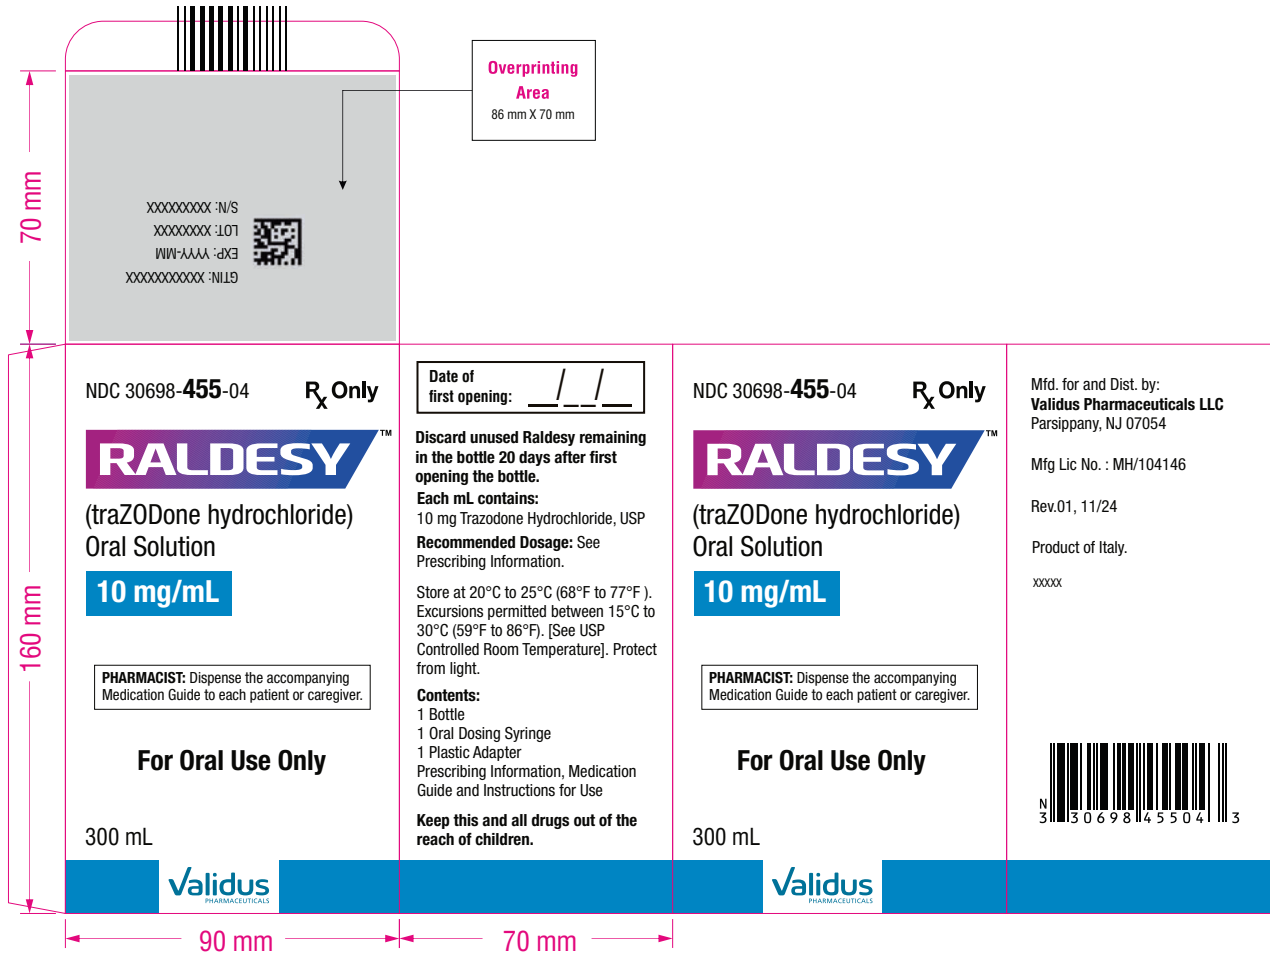 Overprinting
Area
86 mm X 70 mm
70 mm
S/N: XXXXXXXXX
LOT: XXXXXXXXX
EXP: YYYY-MM
GTIN: XXXXXXXXXXXX
160 mm
NDC 30698-455-04
Rx Only
RALDESY™
(traZODone hydrochloride)
Oral Solution
10 mg/mL
PHARMACIST: Dispense the accompanying
Medication Guide to each patient or caregiver.
For Oral Use Only
300 mL
Validus
PHARMACEUTICALS
90 mm
Date of
first opening: __/__/__
Discard unused Raldesy remaining
in the bottle 20 days after first
opening the bottle.
Each mL contains:
10 mg Trazodone Hydrochloride, USP
Recommended Dosage: See
Prescribing Information.
Store at 20°C to 25°C (68°F to 77°F ).
Excursions permitted between 15°C to
30°C (59°F to 86°F). [See USP
Controlled Room Temperature]. Protect
from light.
Contents:
1 Bottle
1 Oral Dosing Syringe
1 Plastic Adapter
Prescribing Information, Medication
Guide and Instructions for Use
Keep this and all drugs out of the
reach of children.
70 mm
NDC 30698-455-04
Rx Only
RALDESY™
(traZODone hydrochloride)
Oral Solution
10 mg/mL
PHARMACIST: Dispense the accompanying
Medication Guide to each patient or caregiver.
For Oral Use Only
300 mL
Validus
PHARMACEUTICALS
Mfd. for and Dist. by:
Validus Pharmaceuticals LLC
Parsippany, NJ 07054
Mfg Lic No. : MH/104146
Rev.01, 11/24
Product of Italy.
xxxxx
N
3 30698 45504 3